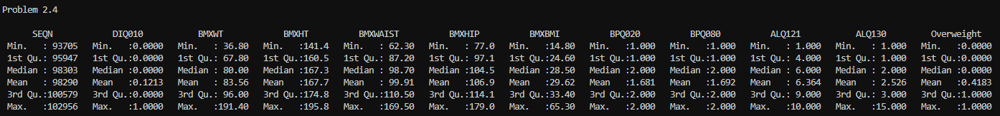 Problem 2.4
SEQN DIQ010 BMXWT BMXHT BMXWAIST BMXHIP BMXBMI BPQ020 BPQ080 ALQ121 ALQ130 Overweight
Min. : 93705 Min. :0.0000 Min. : 36.80 Min. :141.4 Min. : 62.30 Min. : 77.0 Min. :14.80 Min. :1.000 Min. :1.000 Min. : 1.000 Min. : 1.000 Min. :0.0000
1st Qu.: 95947 1st Qu.:0.0000 1st Qu.: 67.80 1st Qu.:160.5 1st Qu.: 87.20 1st Qu.: 97.1 1st Qu.:24.60 1st Qu.:1.000 1st Qu.:1.000 1st Qu.: 4.000 1st Qu.: 1.000 1st Qu.:0.0000
Median : 98303 Median :0.0000 Median : 80.00 Median :167.3 Median : 98.70 Median :104.5 Median :28.50 Median :2.000 Median :2.000 Median : 6.000 Median : 2.000 Median :0.0000
Mean : 98290 Mean :0.1213 Mean : 83.56 Mean :167.7 Mean : 99.91 Mean :106.9 Mean :29.62 Mean :1.681 Mean :1.692 Mean : 6.364 Mean : 2.526 Mean :0.4183
3rd Qu.:100579 3rd Qu.:0.0000 3rd Qu.: 96.00 3rd Qu.:174.8 3rd Qu.:110.50 3rd Qu.:114.1 3rd Qu.:33.40 3rd Qu.:2.000 3rd Qu.:2.000 3rd Qu.: 9.000 3rd Qu.: 3.000 3rd Qu.:1.0000
Max. :102956 Max. :1.0000 Max. :191.40 Max. :195.8 Max. :169.50 Max. :179.0 Max. :65.30 Max. :2.000 Max. :2.000 Max. :10.000 Max. :15.000 Max. :1.0000